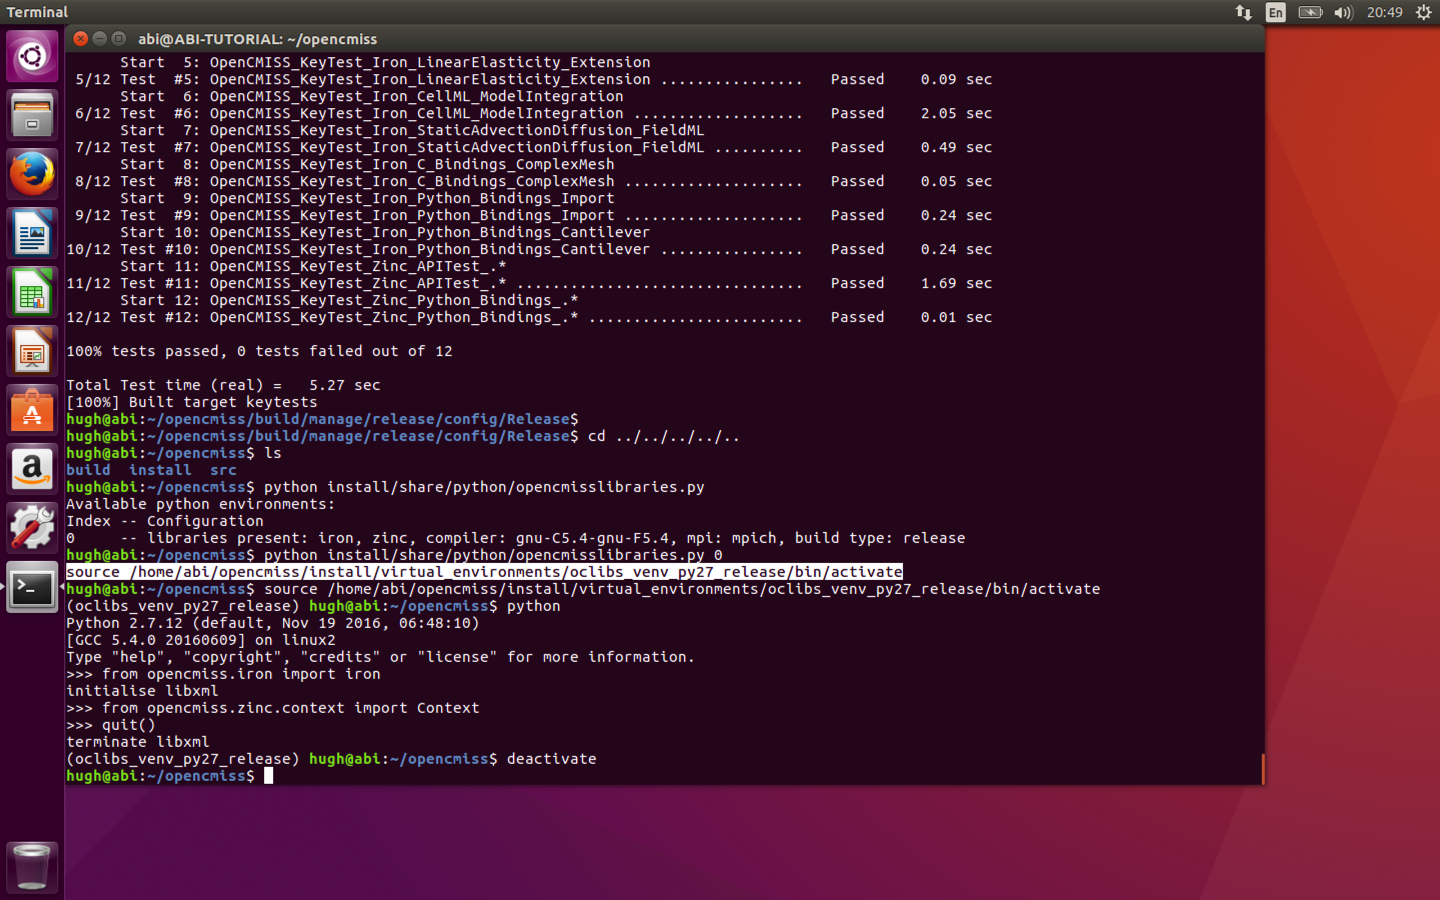 Terminal
En
20:49
abi@ABI-TUTORIAL: ~/opencmiss
      Start  5: OpenCMISS_KeyTest_Iron_LinearElasticity_Extension
 5/12 Test  #5: OpenCMISS_KeyTest_Iron_LinearElasticity_Extension ................   Passed    0.09 sec
      Start  6: OpenCMISS_KeyTest_Iron_CellML_ModelIntegration
 6/12 Test  #6: OpenCMISS_KeyTest_Iron_CellML_ModelIntegration ...................   Passed    2.05 sec
      Start  7: OpenCMISS_KeyTest_Iron_StaticAdvectionDiffusion_FieldML
 7/12 Test  #7: OpenCMISS_KeyTest_Iron_StaticAdvectionDiffusion_FieldML ..........   Passed    0.49 sec
      Start  8: OpenCMISS_KeyTest_Iron_C_Bindings_ComplexMesh
 8/12 Test  #8: OpenCMISS_KeyTest_Iron_C_Bindings_ComplexMesh ....................   Passed    0.05 sec
      Start  9: OpenCMISS_KeyTest_Iron_Python_Bindings_Import
 9/12 Test  #9: OpenCMISS_KeyTest_Iron_Python_Bindings_Import ....................   Passed    0.24 sec
      Start 10: OpenCMISS_KeyTest_Iron_Python_Bindings_Cantilever
10/12 Test #10: OpenCMISS_KeyTest_Iron_Python_Bindings_Cantilever ................   Passed    0.24 sec
      Start 11: OpenCMISS_KeyTest_Zinc_APITest_.*
11/12 Test #11: OpenCMISS_KeyTest_Zinc_APITest_.* ................................   Passed    1.69 sec
      Start 12: OpenCMISS_KeyTest_Zinc_Python_Bindings_.*
12/12 Test #12: OpenCMISS_KeyTest_Zinc_Python_Bindings_.* ........................   Passed    0.01 sec
100% tests passed, 0 tests failed out of 12
Total Test time (real) =   5.27 sec
[100%] Built target keytests
hugh@abi:~/opencmiss/build/manage/release/config/Release$
hugh@abi:~/opencmiss/build/manage/release/config/Release$ cd ../../../../..
hugh@abi:~/opencmiss$ ls
build  install  src
hugh@abi:~/opencmiss$ python install/share/python/opencmisslibraries.py
Available python environments:
Index -- Configuration
0     -- libraries present: iron, zinc, compiler: gnu-C5.4-gnu-F5.4, mpi: mpich, build type: release
hugh@abi:~/opencmiss$ python install/share/python/opencmisslibraries.py 0
source /home/abi/opencmiss/install/virtual_environments/oclibs_venv_py27_release/bin/activate
hugh@abi:~/opencmiss$ source /home/abi/opencmiss/install/virtual_environments/oclibs_venv_py27_release/bin/activate
(oclibs_venv_py27_release) hugh@abi:~/opencmiss$ python
Python 2.7.12 (default, Nov 19 2016, 06:48:10)
[GCC 5.4.0 20160609] on linux2
Type "help", "copyright", "credits" or "license" for more information.
>>> from opencmiss.iron import iron
initialise libxml
>>> from opencmiss.zinc.context import Context
>>> quit()
terminate libxml
(oclibs_venv_py27_release) hugh@abi:~/opencmiss$ deactivate
hugh@abi:~/opencmiss$